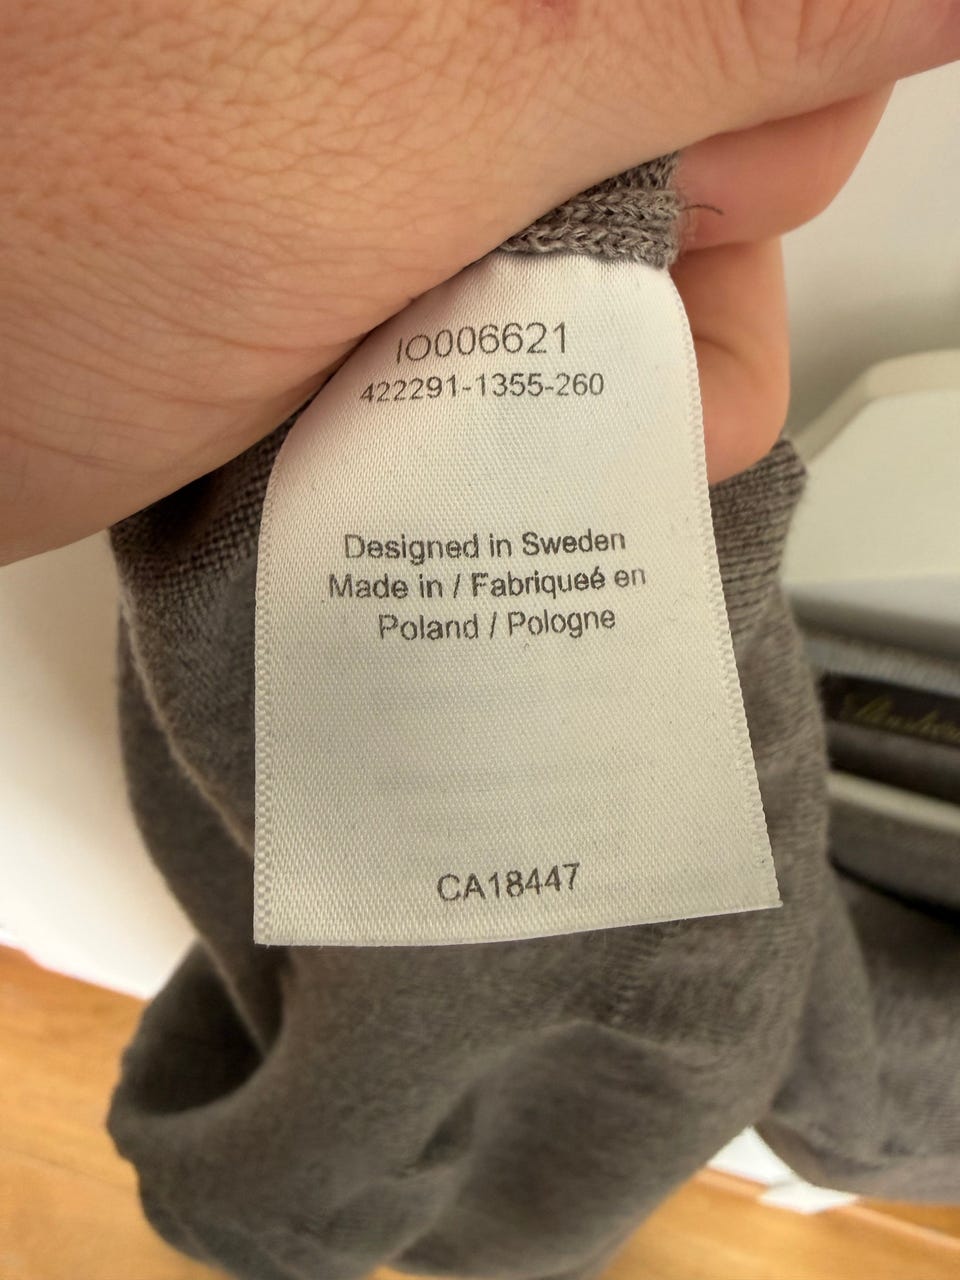 IO006621
422291-1355-260
Designed in Sweden
Made in / Fabriqueé en
Poland / Pologne
CA18447